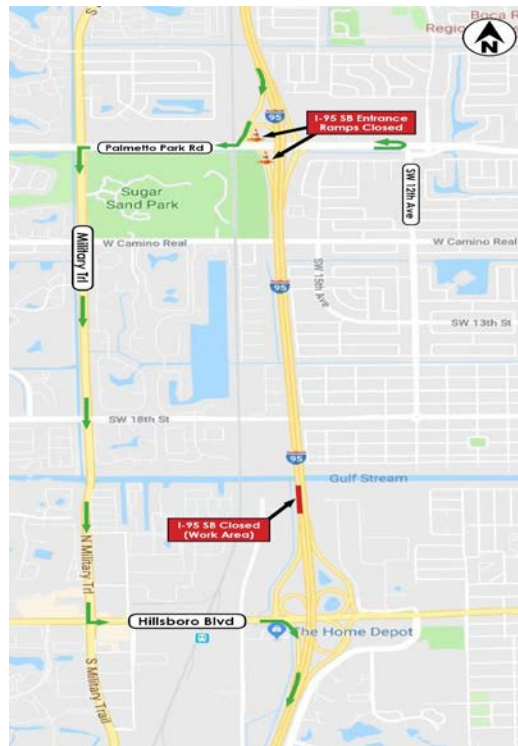 Boca R
Region
N
S
95
I-95 SB Entrance
Ramps Closed
Palmetto Park Rd
Sugar
Sand Park
SW 12th Ave
W Camino Real
W Camino Real
Military Trl
95
SW 15th Ave
SW 13th St
SW 18th St
95
Gulf Stream
I-95 SB Closed
(Work Area)
N Military Trl
Hillsboro Blvd
The Home Depot
S Military Trail